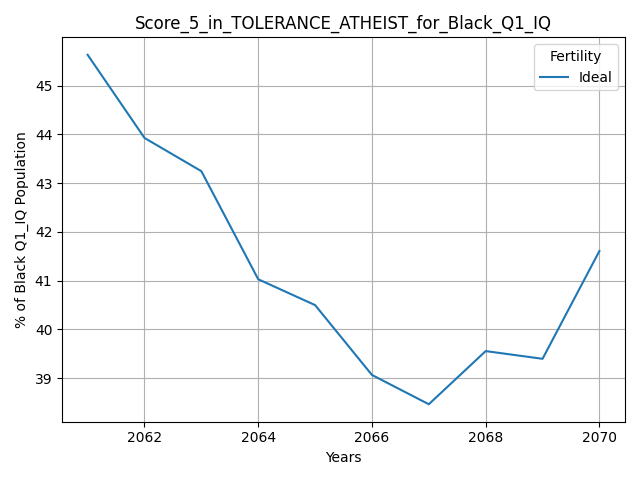 Score_5_in_TOLERANCE_ATHEIST_for_Black_Q1_IQ
Fertility
Ideal
% of Black Q1_IQ Population
45
44
43
42
41
40
39
2062 2064 2066 2068 2070
Years